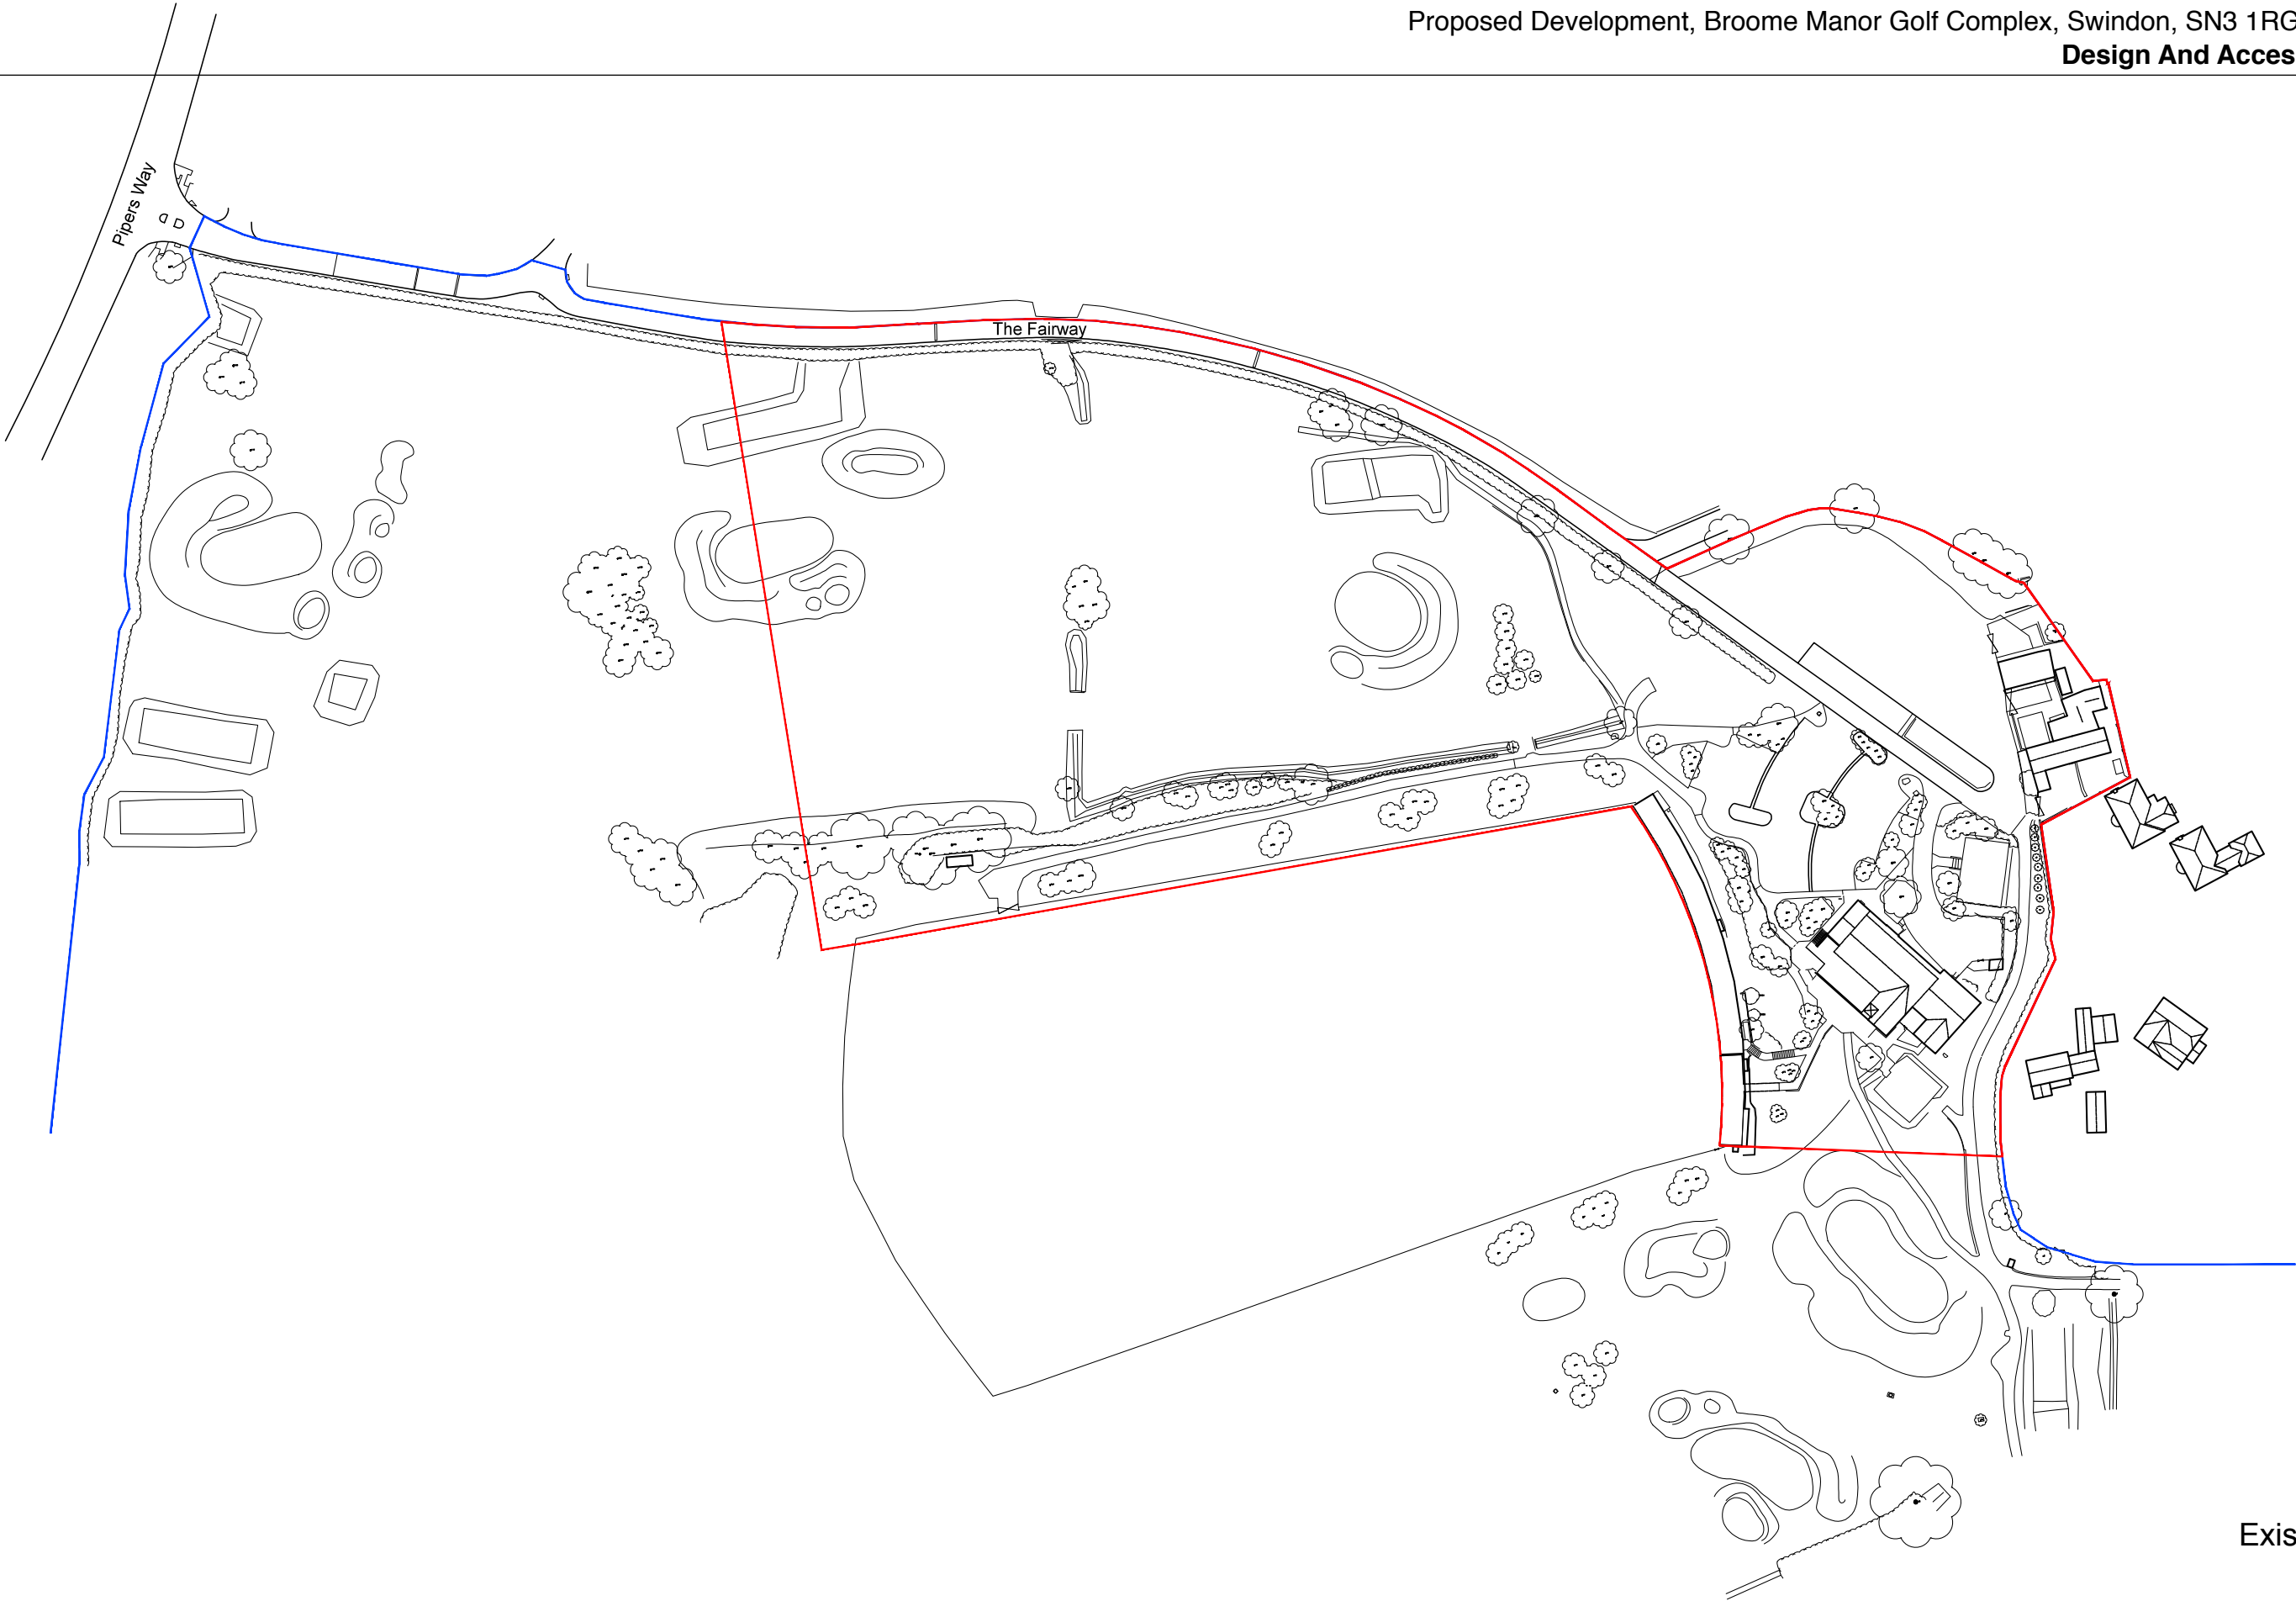 Proposed Development, Broome Manor Golf Complex, Swindon, SN3 1RG
Design And Acces
Pipers Way
The Fairway
Exis